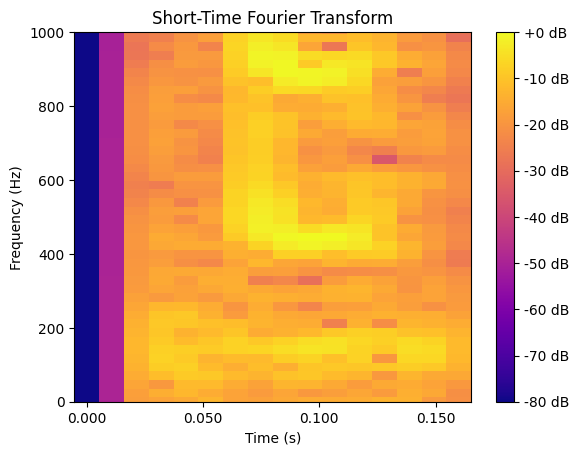 Short-Time Fourier Transform
1000
800
600
400
200
0
Frequency (Hz)
0.000
0.050
0.100
0.150
Time (s)
+0 dB
-10 dB
-20 dB
-30 dB
-40 dB
-50 dB
-60 dB
-70 dB
-80 dB